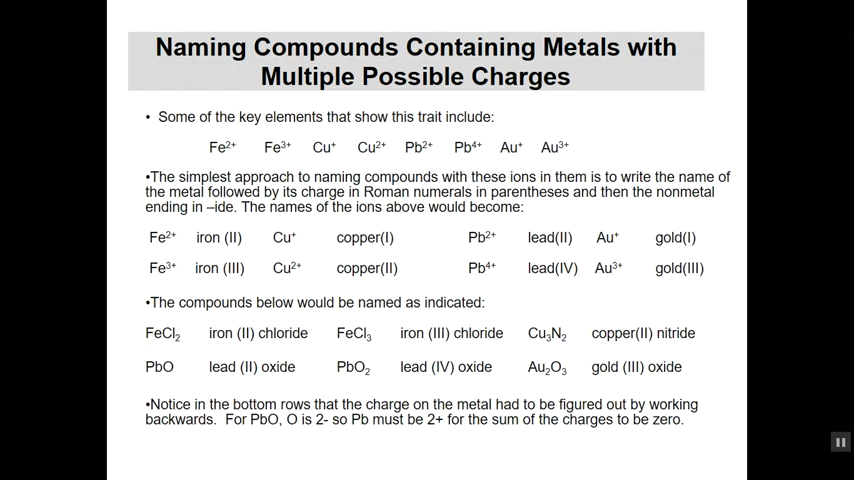 Naming Compounds Containing Metals with
Multiple Possible Charges
• Some of the key elements that show this trait include:
Fe²⁺ Fe³⁺ Cu⁺ Cu²⁺ Pb²⁺ Pb⁴⁺ Au⁺ Au³⁺
•The simplest approach to naming compounds with these ions in them is to write the name of
the metal followed by its charge in Roman numerals in parentheses and then the nonmetal
ending in –ide. The names of the ions above would become:
Fe²⁺ iron (II) Cu⁺ copper(I) Pb²⁺ lead(II) Au⁺ gold(I)
Fe³⁺ iron (III) Cu²⁺ copper(II) Pb⁴⁺ lead(IV) Au³⁺ gold(III)
•The compounds below would be named as indicated:
FeCl₂ iron (II) chloride FeCl₃ iron (III) chloride Cu₃N₂ copper(II) nitride
PbO lead (II) oxide PbO₂ lead (IV) oxide Au₂O₃ gold (III) oxide
•Notice in the bottom rows that the charge on the metal had to be figured out by working
backwards. For PbO, O is 2- so Pb must be 2+ for the sum of the charges to be zero.